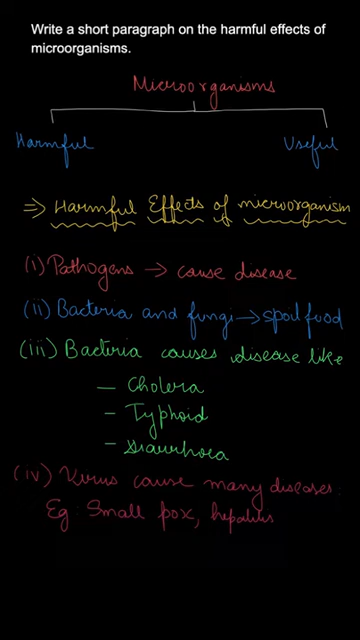 Write a short paragraph on the harmful effects of
microorganisms.
Microorganisms
Harmful
Useful
⇒ Harmful Effects of microorganism
(i) Pathogens → cause disease
(ii) Bacteria and fungi → spoil food
(iii) Bacteria causes disease like
— Cholera
- Typhoid
- Diarrhoea
(iv) Virus cause many diseases.
Eg: Small pox, hepatitis